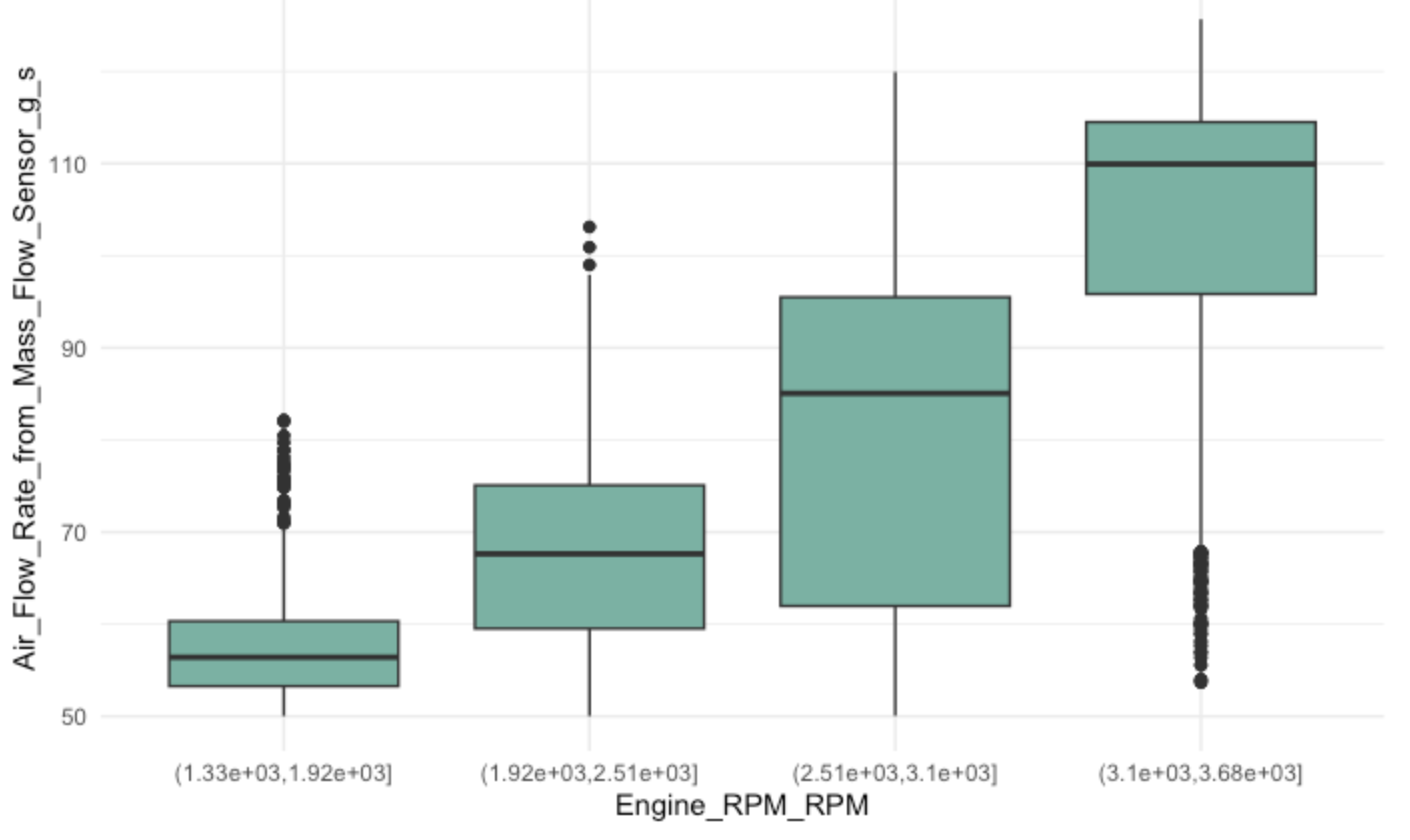 Air_Flow_Rate_from_Mass_Flow_Sensor_g_s
110
90
70
50
(1.33e+03,1.92e+03]
(1.92e+03,2.51e+03]
(2.51e+03,3.1e+03]
(3.1e+03,3.68e+03]
Engine_RPM_RPM